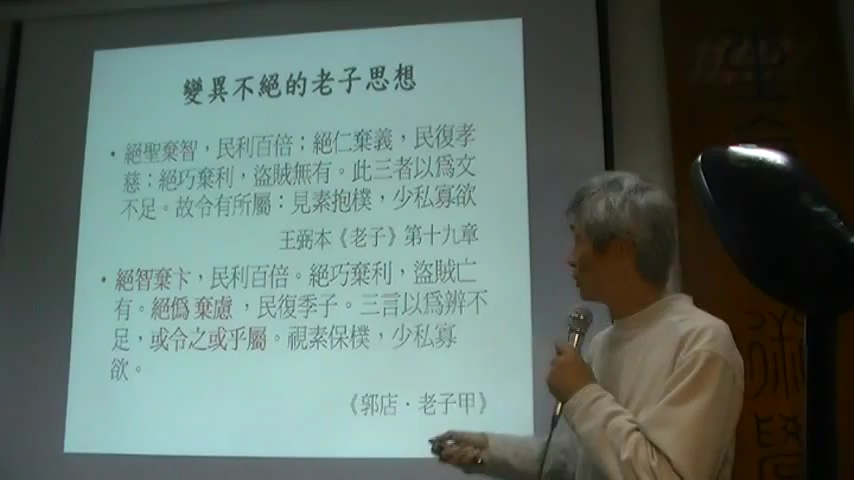 變異不絕的老子思想
• 絕聖棄智，民利百倍；絕仁棄義，民復孝
慈；絕巧棄利，盜賊無有。此三者以為文
不足。故令有所屬：見素抱樸，少私寡欲
王弼本《老子》第十九章
• 絕智棄卞，民利百倍。絕巧棄利，盜賊亡
有。絕偽棄慮，民復季子。三言以為辨不
足，或令之或乎屬。視素保樸，少私寡
欲。
《郭店．老子甲》